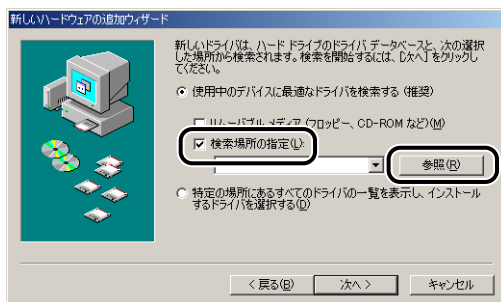 新しいハードウェアの追加ウィザード
新しいドライバは、ハード ドライブのドライバ データベースと、次の選択
した場所から検索されます。検索を開始するには、[次へ] をクリックし
てください。
使用中のデバイスに最適なドライバを検索する (推奨)
リムーバブル メディア (フロッピー、CD-ROM など)(M)
検索場所の指定(L):
参照(R)
特定の場所にあるすべてのドライバの一覧を表示し、インストール
するドライバを選択する(D)
< 戻る(B)
次へ >
キャンセル